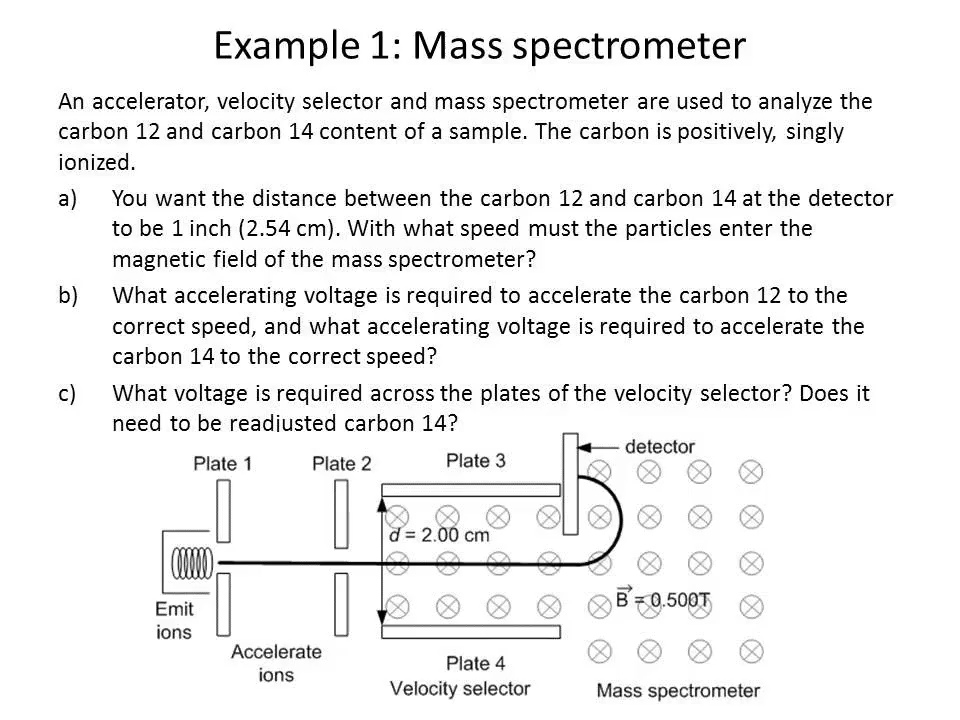 Example 1: Mass spectrometer
An accelerator, velocity selector and mass spectrometer are used to analyze the
carbon 12 and carbon 14 content of a sample. The carbon is positively, singly
ionized.
a) You want the distance between the carbon 12 and carbon 14 at the detector
to be 1 inch (2.54 cm). With what speed must the particles enter the
magnetic field of the mass spectrometer?
b) What accelerating voltage is required to accelerate the carbon 12 to the
correct speed, and what accelerating voltage is required to accelerate the
carbon 14 to the correct speed?
c) What voltage is required across the plates of the velocity selector? Does it
need to be readjusted carbon 14?
detector
Plate 1
Plate 2
Plate 3
d = 2.00 cm
B⃗ = 0.500T
Emit
ions
Accelerate
ions
Plate 4
Velocity selector
Mass spectrometer